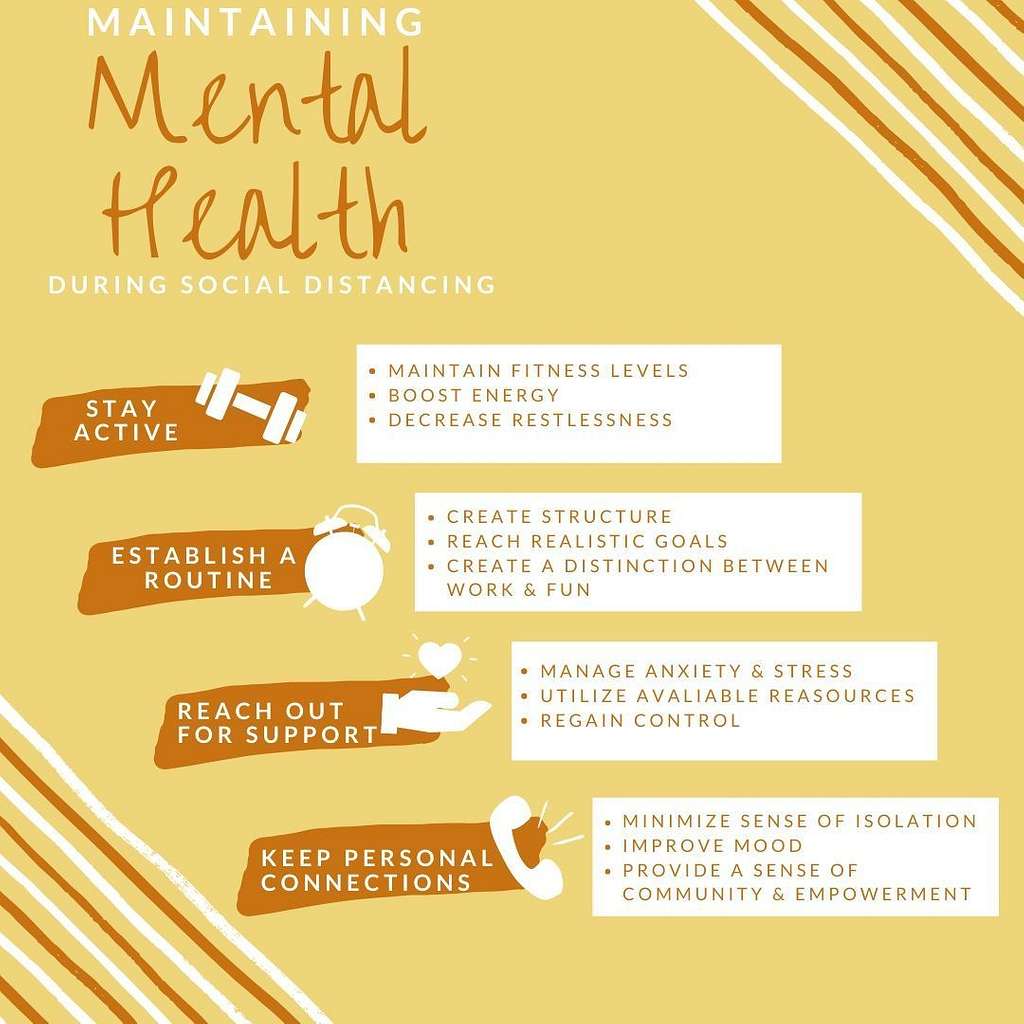 MAINTAINING
Mental
Health
DURING SOCIAL DISTANCING
STAY
ACTIVE
• MAINTAIN FITNESS LEVELS
• BOOST ENERGY
• DECREASE RESTLESSNESS
ESTABLISH A
ROUTINE
• CREATE STRUCTURE
• REACH REALISTIC GOALS
• CREATE A DISTINCTION BETWEEN
WORK & FUN
REACH OUT
FOR SUPPORT
• MANAGE ANXIETY & STRESS
• UTILIZE AVALIABLE REASOURCES
• REGAIN CONTROL
KEEP PERSONAL
CONNECTIONS
• MINIMIZE SENSE OF ISOLATION
• IMPROVE MOOD
• PROVIDE A SENSE OF
COMMUNITY & EMPOWERMENT